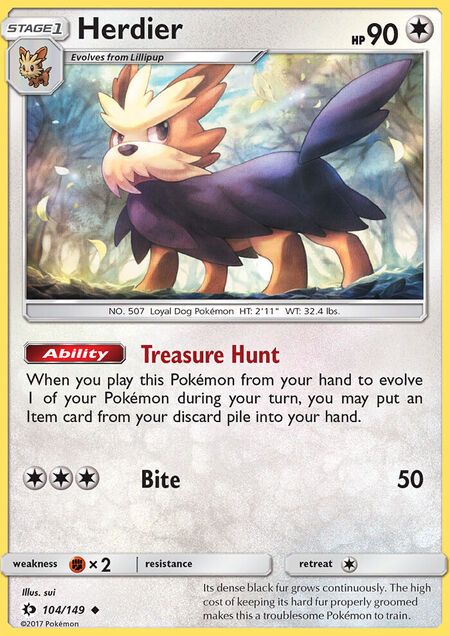 STAGE 1 Herdier HP 90
Evolves from Lillipup
NO. 507 Loyal Dog Pokémon HT: 2'11" WT: 32.4 lbs.
Ability Treasure Hunt
When you play this Pokémon from your hand to evolve
1 of your Pokémon during your turn, you may put an
Item card from your discard pile into your hand.
Bite 50
weakness ×2 resistance retreat
Illus. sui
104/149
©2017 Pokémon
Its dense black fur grows continually. The high
cost of keeping its hard fur properly groomed
makes this a troublesome Pokémon to train.